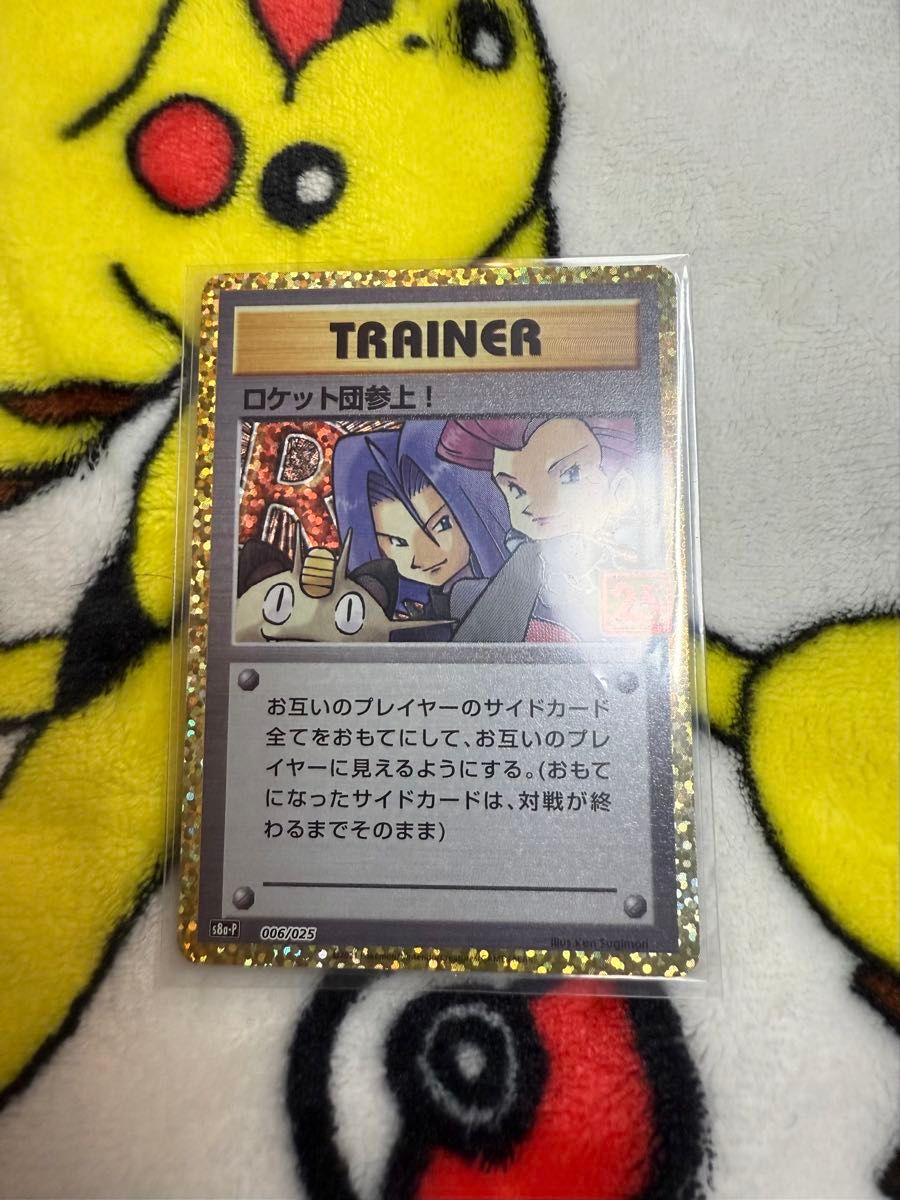 TRAINER
ロケット団参上！
R
25
お互いのプレイヤーのサイドカード
全てをおもてにして、お互いのプレ
イヤーに見えるようにする。(おもて
になったサイドカードは、対戦が終
わるまでそのまま)
s8a-P 006/025
Illus. Ken Sugimori